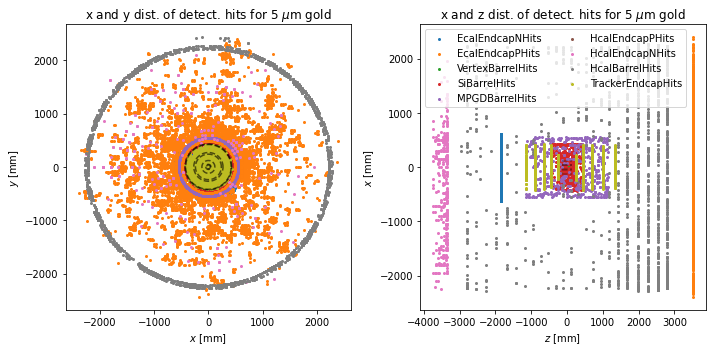 x and y dist. of detect. hits for 5 μm gold
2000
1000
0
−1000
−2000
y [mm]
−2000 −1000 0 1000 2000
x [mm]
x and z dist. of detect. hits for 5 μm gold
EcalEndcapNHits
EcalEndcapPHits
VertexBarrelHits
SiBarrelHits
MPGDBarrelHits
HcalEndcapPHits
HcalEndcapNHits
HcalBarrelHits
TrackerEndcapHits
2000
1000
0
−1000
−2000
x [mm]
−4000 −3000 −2000 −1000 0 1000 2000 3000
z [mm]